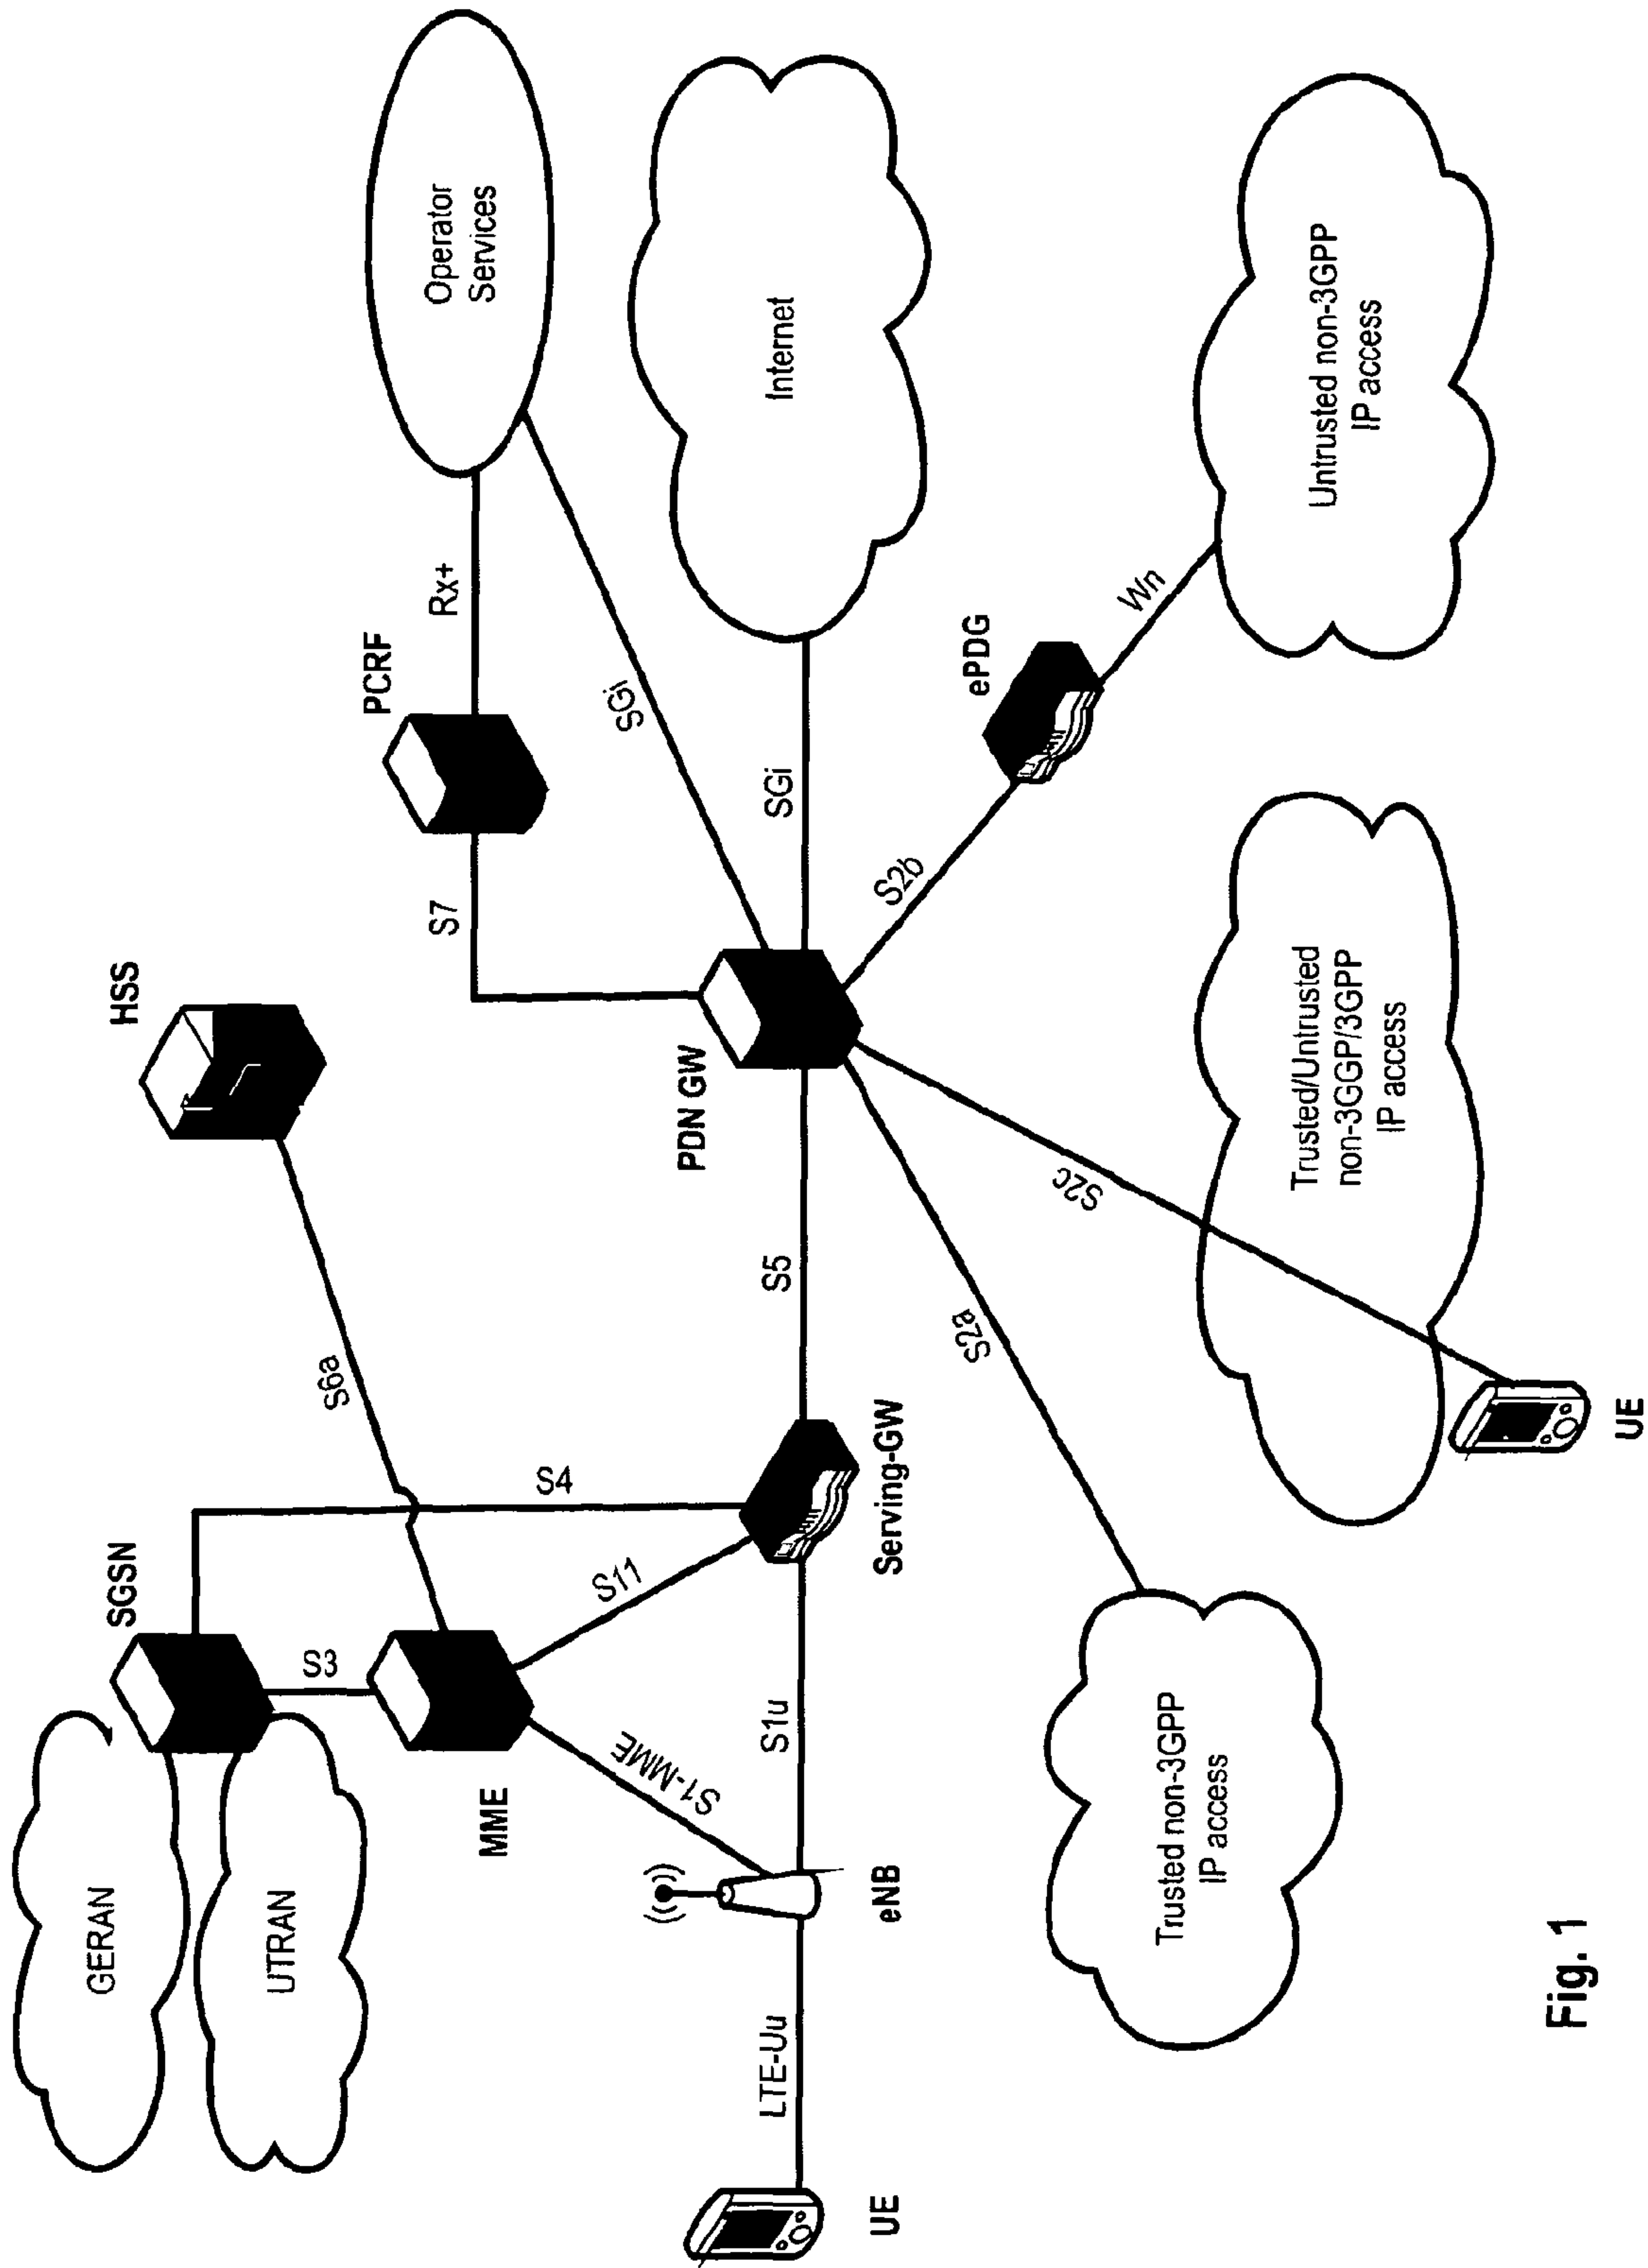 GERAN
UTRAN
SGSN
S3
MME
S4
S6a
HSS
S11
S1-MME
S7
PCRF
Rx+
Operator
Services
SGi
UE
LTE-Uu
eNB
S1u
Serving-GW
S5
PDN GW
SGi
Internet
S2a
S2c
S2b
ePDG
Wn
Trusted non-3GPP
IP access
Trusted/Untrusted
non-3GGP/3GPP
IP access
UE
Untrusted non-3GPP
IP access
Fig. 1